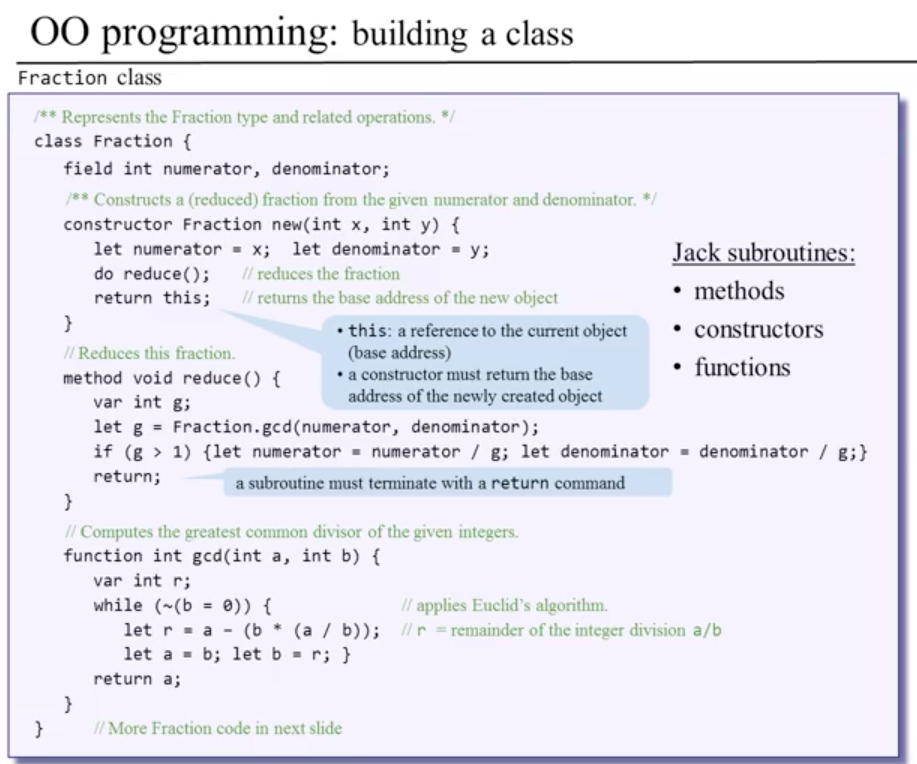 OO programming: building a class
Fraction class
/** Represents the Fraction type and related operations. */
class Fraction {
field int numerator, denominator;
/** Constructs a (reduced) fraction from the given numerator and denominator. */
constructor Fraction new(int x, int y) {
let numerator = x;  let denominator = y;
do reduce();   // reduces the fraction
return this;   // returns the base address of the new object
}
• this: a reference to the current object
(base address)
• a constructor must return the base
address of the newly created object
// Reduces this fraction.
method void reduce() {
var int g;
let g = Fraction.gcd(numerator, denominator);
if (g > 1) {let numerator = numerator / g; let denominator = denominator / g;}
return;
a subroutine must terminate with a return command
}
// Computes the greatest common divisor of the given integers.
function int gcd(int a, int b) {
var int r;
while (~(b = 0)) {   // applies Euclid’s algorithm.
let r = a - (b * (a / b));   // r = remainder of the integer division a/b
let a = b; let b = r; }
return a;
}
}   // More Fraction code in next slide
Jack subroutines:
• methods
• constructors
• functions